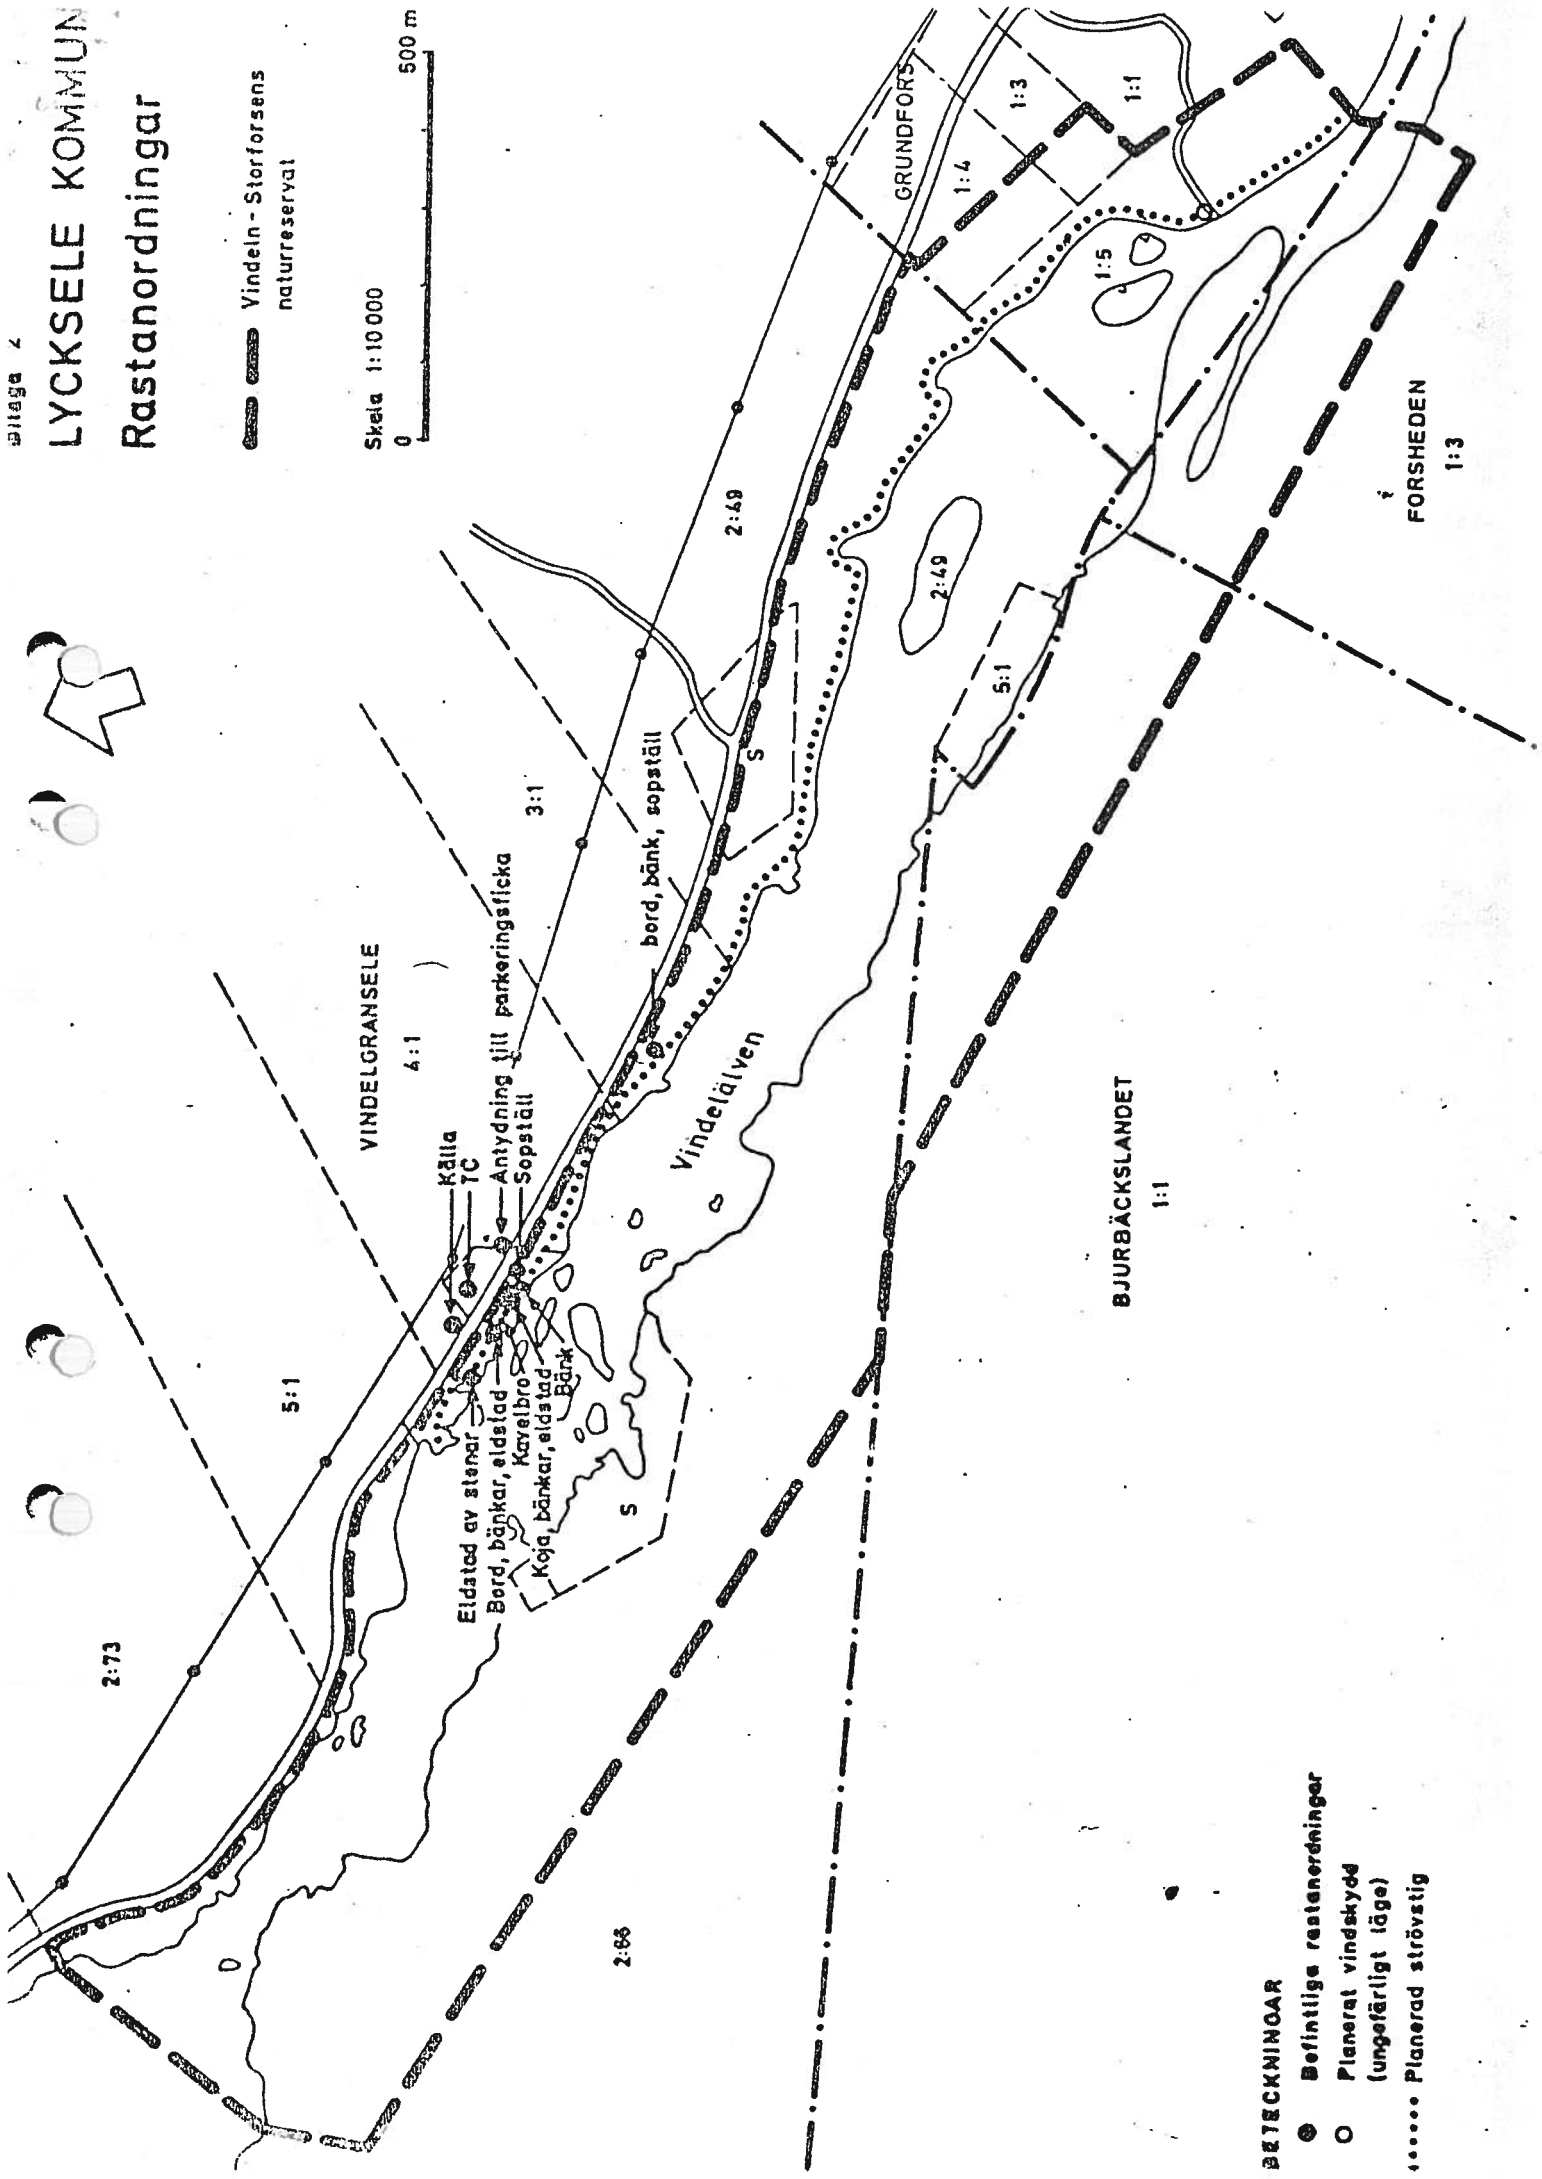 Bilaga 2
LYCKSELE KOMMUN
Rastanordningar
Vindeln-Storforsens
naturreservat
Skala 1:10 000
0
500 m
2:73
5:1
VINDELGRANSELE
4:1
3:1
2:49
GRUNDFORS
1:3
1:1
1:4
1:5
Källa
TC
Antydning till parkeringsficka
Sopställ
bord, bänk, sopställ
S
Eldstad av stenar
Bord, bänkar, eldstad
Kavelbro
Koja, bänkar, eldstad
Bänk
S
Vindelälven
2:49
5:1
2:66
BJURBÄCKSLANDET
1:1
FORSHEDEN
1:3
BETECKNINGAR
Befintliga rastanordningar
Planerat vindskydd
(ungefärligt läge)
Planerad strövstig